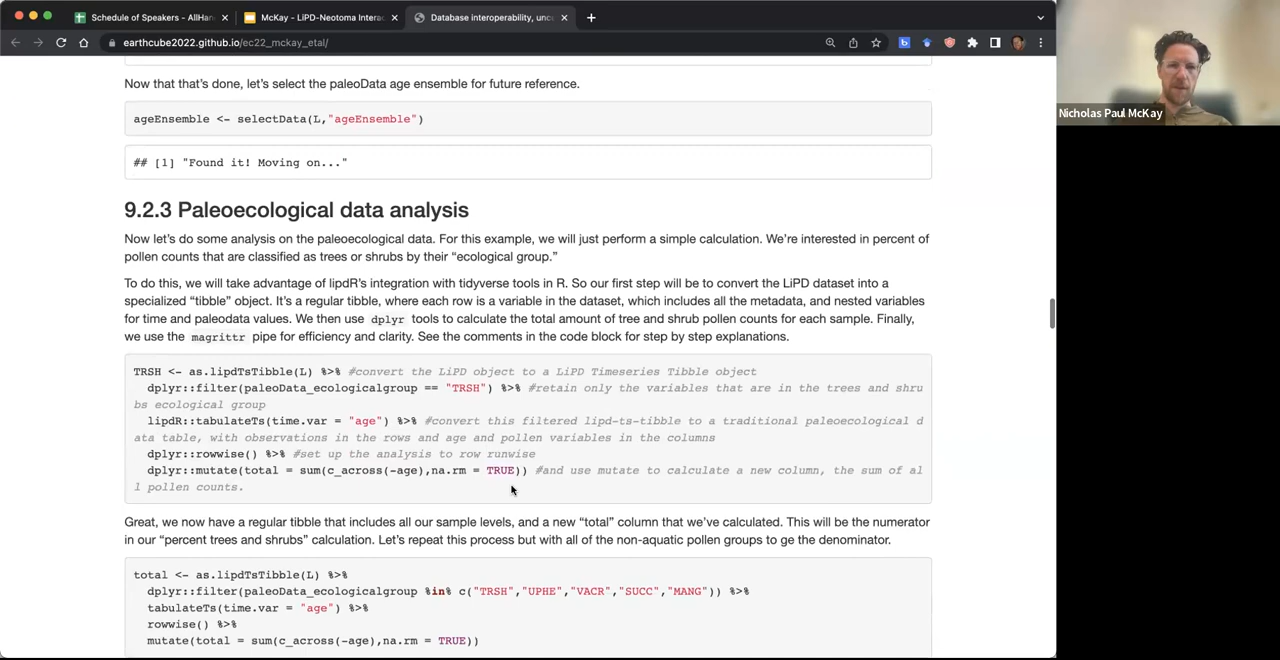 Schedule of Speakers - AllHan
McKay - LiPD-Neotoma Interac
Database interoperability, unce
earthcube2022.github.io/ec22_mckay_etal/
Nicholas Paul McKay
Now that that's done, let's select the paleoData age ensemble for future reference.
ageEnsemble <- selectData(L,"ageEnsemble")
## [1] "Found it! Moving on..."
9.2.3 Paleoecological data analysis
Now let's do some analysis on the paleoecological data. For this example, we will just perform a simple calculation. We're interested in percent of
pollen counts that are classified as trees or shrubs by their "ecological group."
To do this, we will take advantage of lipdR's integration with tidyverse tools in R. So our first step will be to convert the LiPD dataset into a
specialized "tibble" object. It's a regular tibble, where each row is a variable in the dataset, which includes all the metadata, and nested variables
for time and paleodata values. We then use dplyr tools to calculate the total amount of tree and shrub pollen counts for each sample. Finally,
we use the magrittr pipe for efficiency and clarity. See the comments in the code block for step by step explanations.
TRSH <- as.lipdTsTibble(L) %>% #convert the LiPD object to a LiPD Timeseries Tibble object
dplyr::filter(paleoData_ecologicalgroup == "TRSH") %>% #retain only the variables that are in the trees and shru
bs ecological group
lipdR::tabulateTs(time.var = "age") %>% #convert this filtered lipd-ts-tibble to a traditional paleoecological d
ata table, with observations in the rows and age and pollen variables in the columns
dplyr::rowwise() %>% #set up the analysis to row runwise
dplyr::mutate(total = sum(c_across(-age),na.rm = TRUE)) #and use mutate to calculate a new column, the sum of al
l pollen counts.
Great, we now have a regular tibble that includes all our sample levels, and a new "total" column that we've calculated. This will be the numerator
in our "percent trees and shrubs" calculation. Let's repeat this process but with all of the non-aquatic pollen groups to ge the denominator.
total <- as.lipdTsTibble(L) %>%
dplyr::filter(paleoData_ecologicalgroup %in% c("TRSH","UPHE","VACR","SUCC","MANG")) %>%
tabulateTs(time.var = "age") %>%
rowwise() %>%
mutate(total = sum(c_across(-age),na.rm = TRUE))